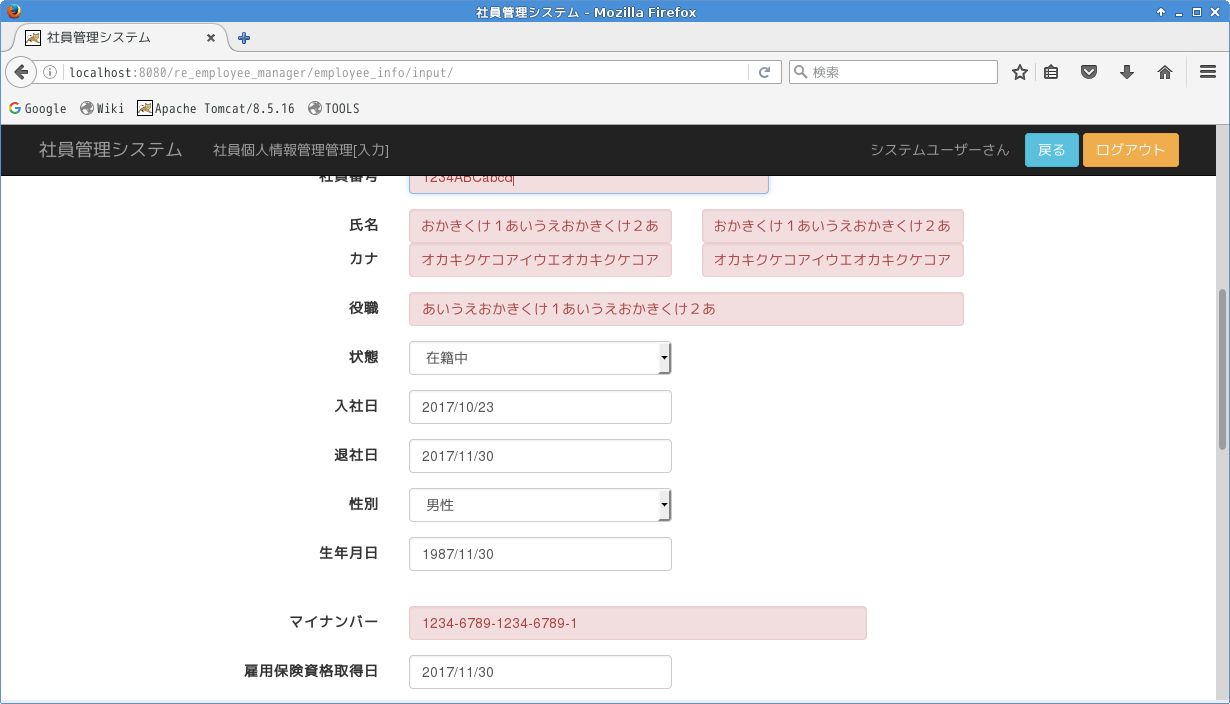 社員管理システム - Mozilla Firefox
社員管理システム
localhost:8080/re_employee_manager/employee_info/input/
検索
Google Wiki Apache Tomcat/8.5.16 TOOLS
社員管理システム 社員個人情報管理管理[入力] システムユーザーさん 戻る ログアウト
社員番号 1234ABCabcd
氏名 おかきくけ１あいうえおかきくけ２あ おかきくけ１あいうえおかきくけ２あ
カナ オカキクケコアイウエオカキクケコア オカキクケコアイウエオカキクケコア
役職 あいうえおかきくけ１あいうえおかきくけ２あ
状態 在籍中
入社日 2017/10/23
退社日 2017/11/30
性別 男性
生年月日 1987/11/30
マイナンバー 1234-6789-1234-6789-1
雇用保険資格取得日 2017/11/30